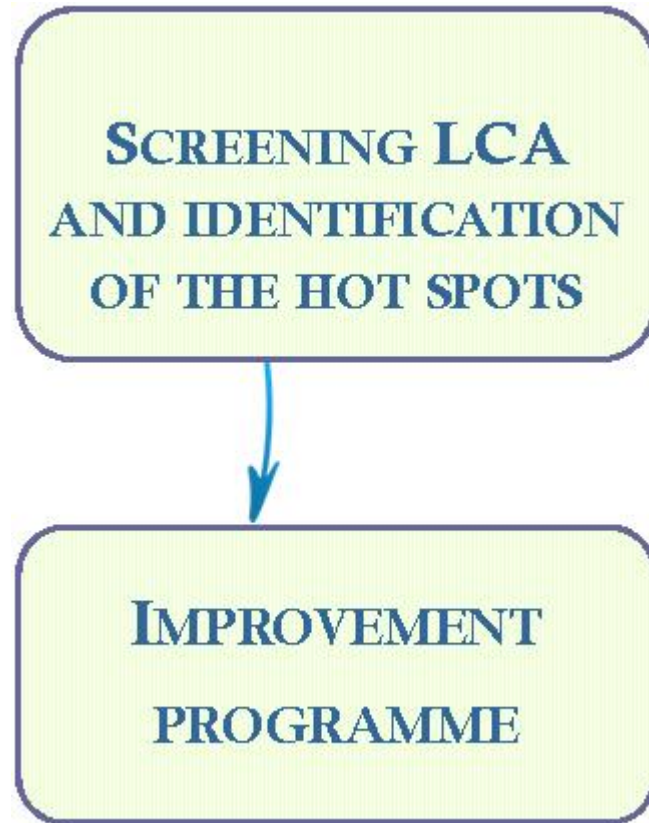 SCREENING LCA
AND IDENTIFICATION
OF THE HOT SPOTS
IMPROVEMENT
PROGRAMME